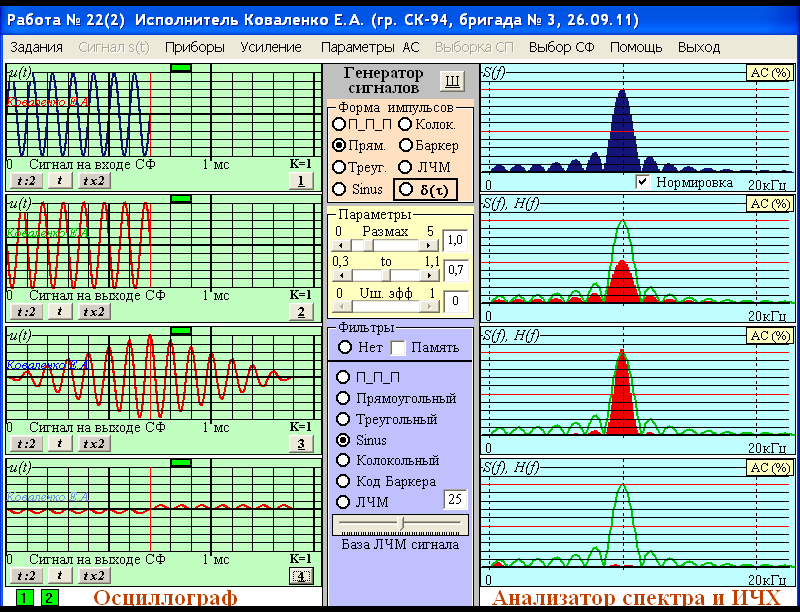 Работа № 22(2) Исполнитель Коваленко Е.А. (гр. СК-94, бригада № 3, 26.09.11)
Задания Сигнал s(t) Приборы Усиление Параметры АС Выборка СП Выбор СФ Помощь Выход
u(t)
Коваленко Е.А
0 Сигнал на входе СФ 1 мс K=1
t:2 t t x2 1
u(t)
Коваленко Е.А
0 Сигнал на выходе СФ 1 мс K=1
t:2 t t x2 2
u(t)
Коваленко Е.А
0 Сигнал на выходе СФ 1 мс K=1
t:2 t t x2 3
u(t)
Коваленко Е.А
0 Сигнал на выходе СФ 1 мс K=1
t:2 t t x2 4
1 2 Осциллограф
Генератор
сигналов Ш
Форма импульсов
П_П_П Колок.
Прям. Баркер
Треуг. ЛЧМ
Sinus δ(τ)
Параметры
0 Размах 5 1,0
0,3 to 1,1 0,7
0 Uш. эфф 1 0
Фильтры
Нет Память
П_П_П
Прямоугольный
Треугольный
Sinus
Колокольный
Код Баркера
ЛЧМ 25
База ЛЧМ сигнала
S(f) АС (%)
0 Нормировка 20кГц
S(f), H(f) АС (%)
0 20кГц
S(f), H(f) АС (%)
0 20кГц
S(f), H(f) АС (%)
0 20кГц
Анализатор спектра и ИЧХ